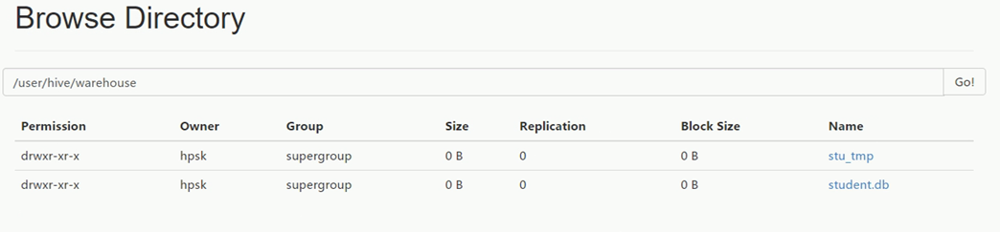 Browse Directory
/user/hive/warehouse Go!
Permission Owner Group Size Replication Block Size Name
drwxr-xr-x hpsk supergroup 0 B 0 0 B stu_tmp
drwxr-xr-x hpsk supergroup 0 B 0 0 B student.db